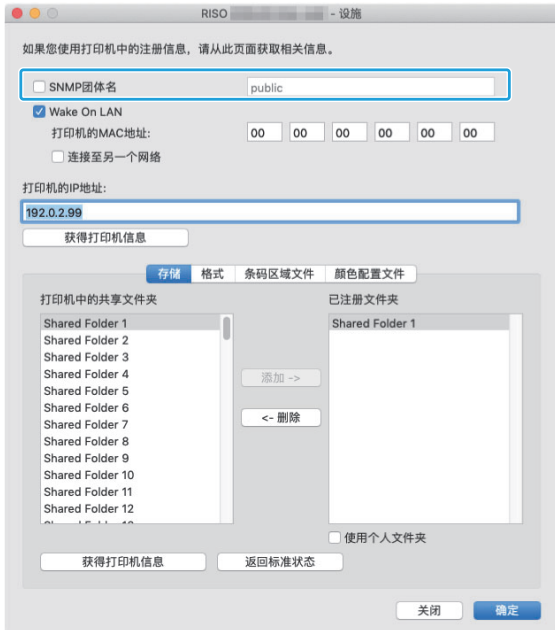 RISO - 设施
如果您使用打印机中的注册信息，请从此页面获取相关信息。
SNMP团体名 public
Wake On LAN
打印机的MAC地址: 00 00 00 00 00 00
连接至另一个网络
打印机的IP地址:
192.0.2.99
获得打印机信息
存储 格式 条码区域文件 颜色配置文件
打印机中的共享文件夹 已注册文件夹
Shared Folder 1 Shared Folder 1
Shared Folder 2
Shared Folder 3
Shared Folder 4
添加 ->
Shared Folder 5
Shared Folder 6
<- 删除
Shared Folder 7
Shared Folder 8
Shared Folder 9
Shared Folder 10
Shared Folder 11
Shared Folder 12
使用个人文件夹
获得打印机信息 返回标准状态
关闭 确定